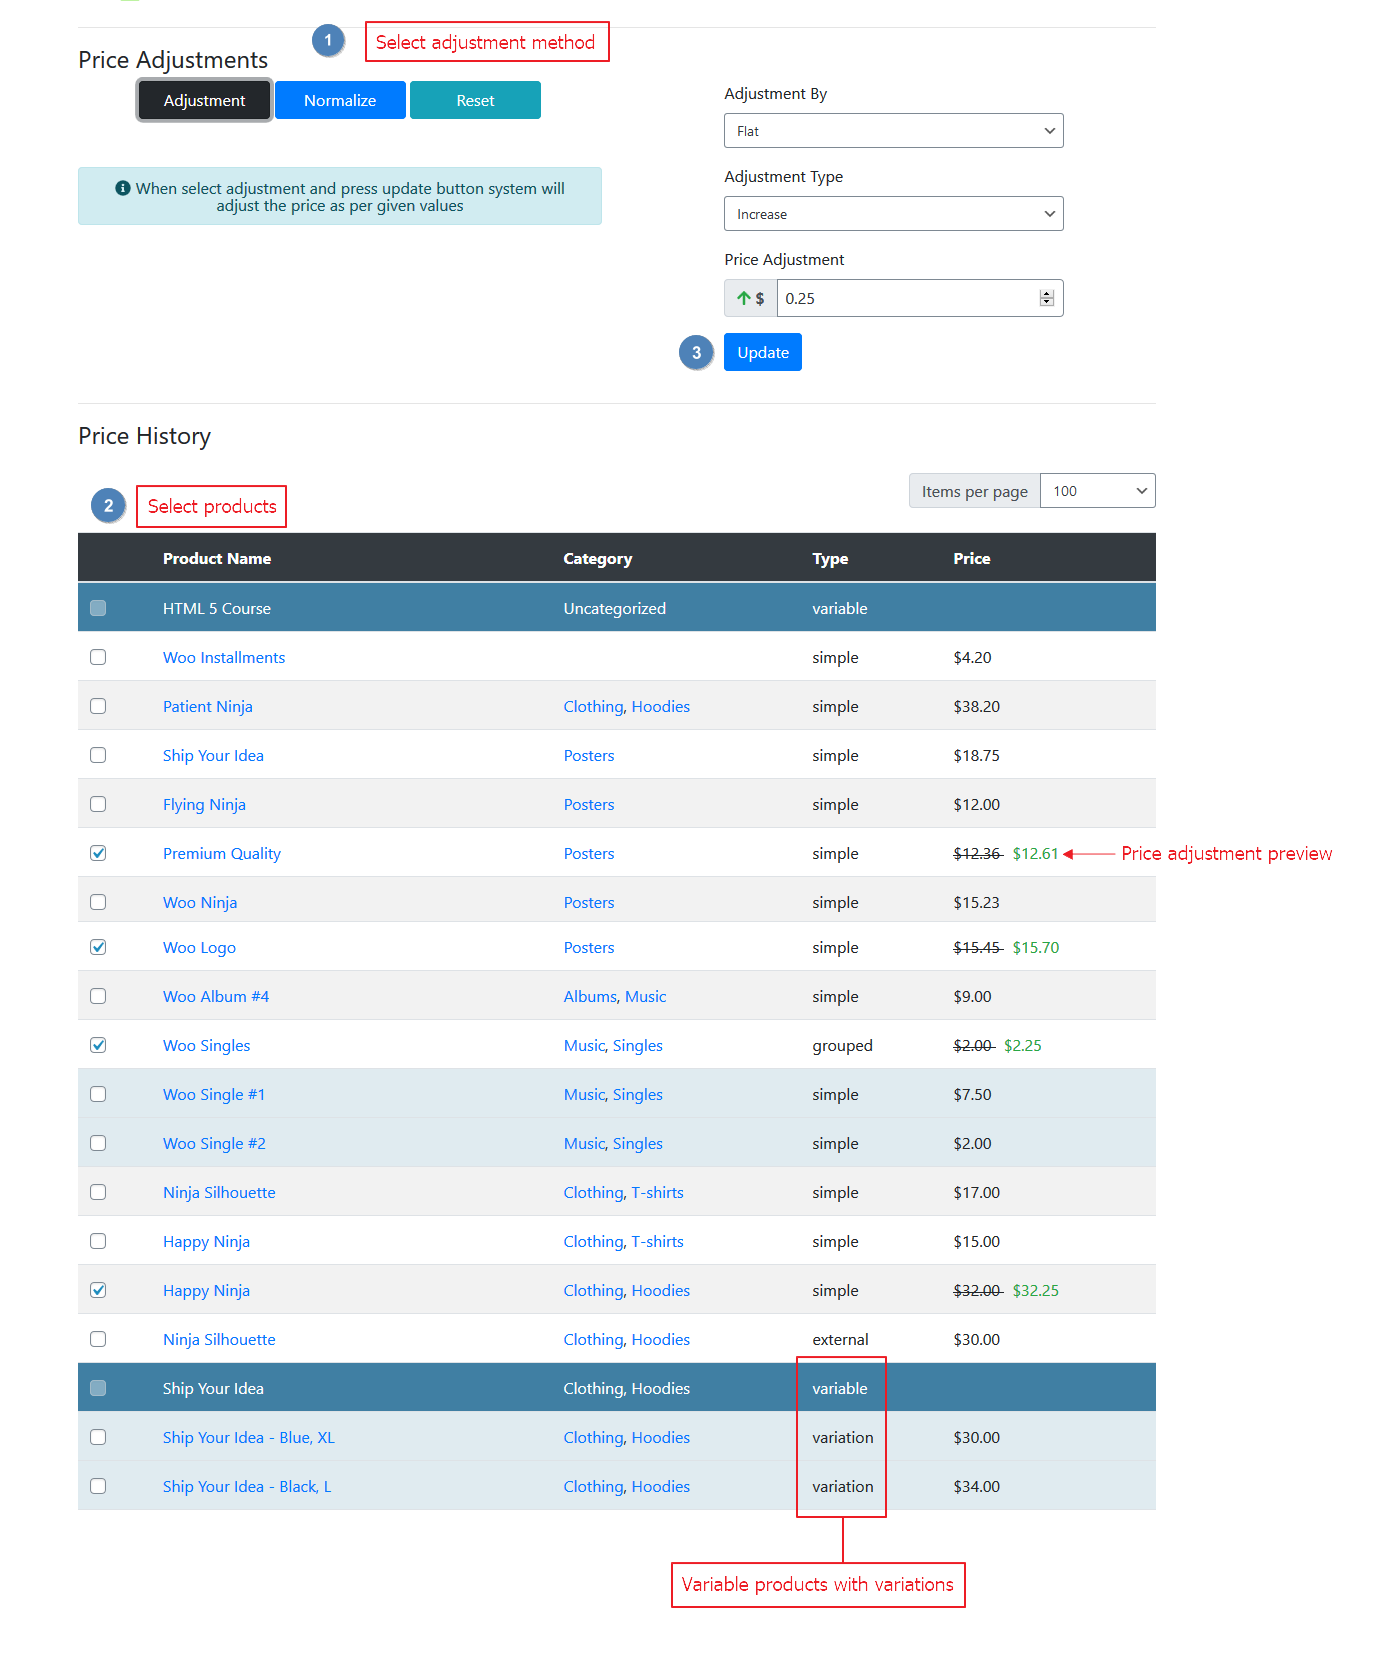 1 Select adjustment method
Price Adjustments
Adjustment Normalize Reset
When select adjustment and press update button system will
adjust the price as per given values
Adjustment By
Flat
Adjustment Type
Increase
Price Adjustment
$ 0.25
3 Update
Price History
2 Select products
Items per page 100
Product Name Category Type Price
HTML 5 Course Uncategorized variable
Woo Installments simple $4.20
Patient Ninja Clothing, Hoodies simple $38.20
Ship Your Idea Posters simple $18.75
Flying Ninja Posters simple $12.00
Premium Quality Posters simple $12.36 $12.61 Price adjustment preview
Woo Ninja Posters simple $15.23
Woo Logo Posters simple $15.45 $15.70
Woo Album #4 Albums, Music simple $9.00
Woo Singles Music, Singles grouped $2.00 $2.25
Woo Single #1 Music, Singles simple $7.50
Woo Single #2 Music, Singles simple $2.00
Ninja Silhouette Clothing, T-shirts simple $17.00
Happy Ninja Clothing, T-shirts simple $15.00
Happy Ninja Clothing, Hoodies simple $32.00 $32.25
Ninja Silhouette Clothing, Hoodies external $30.00
Ship Your Idea Clothing, Hoodies variable
Ship Your Idea - Blue, XL Clothing, Hoodies variation $30.00
Ship Your Idea - Black, L Clothing, Hoodies variation $34.00
Variable products with variations